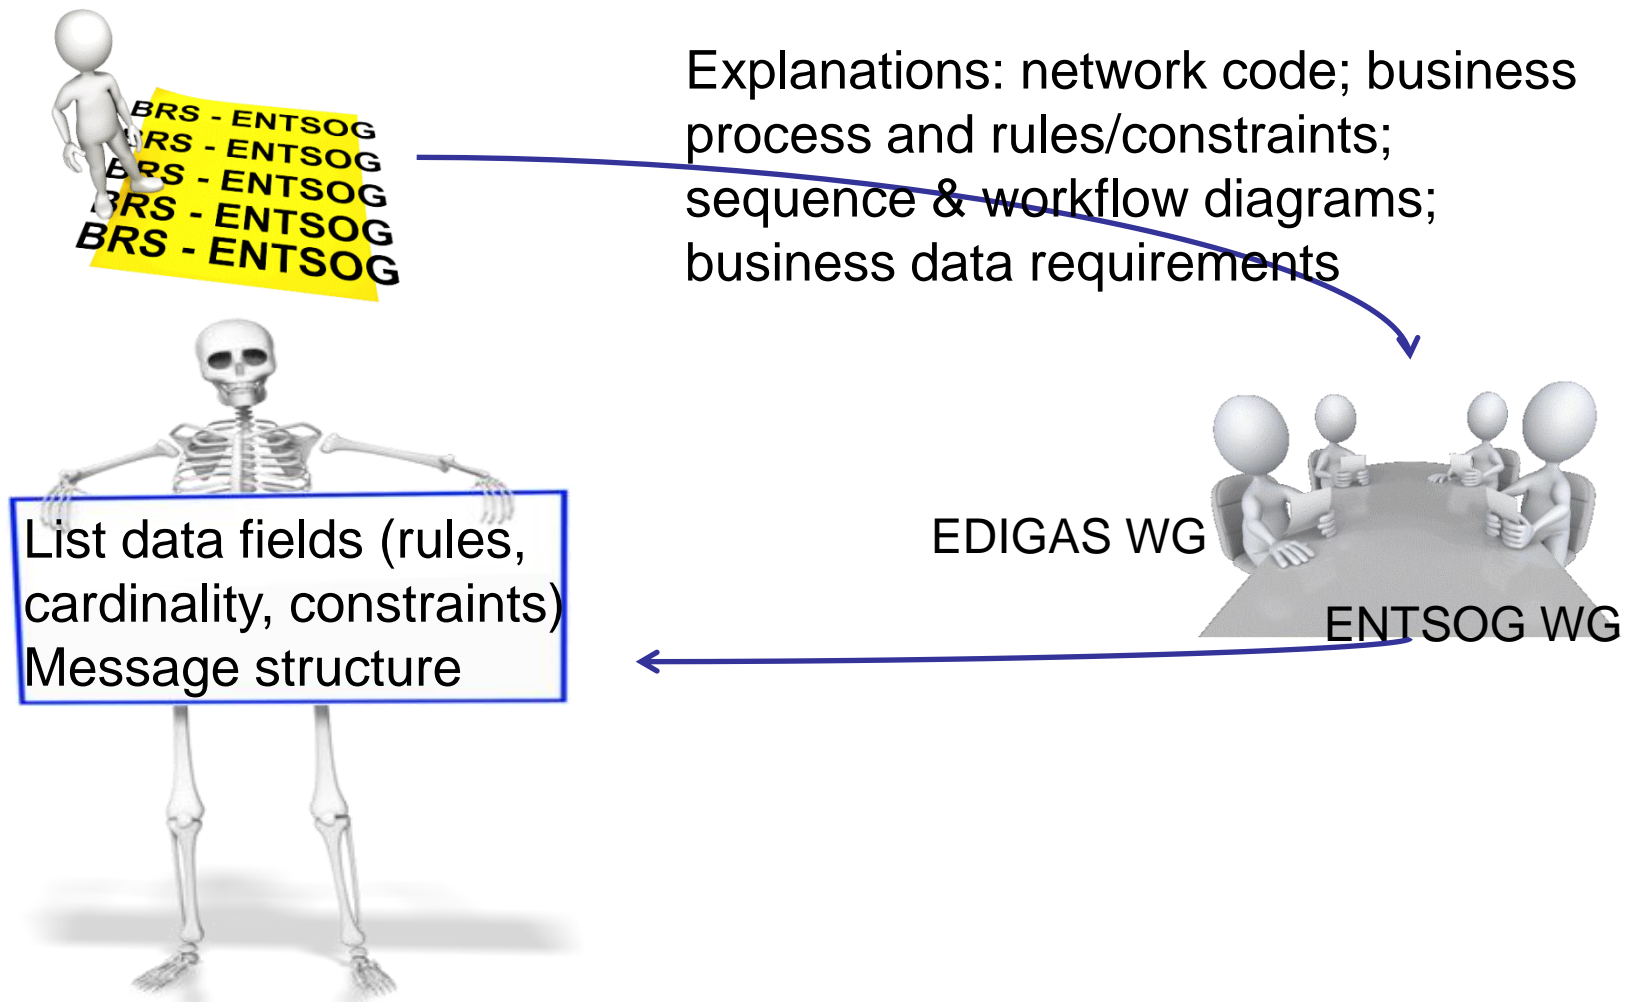 BRS - ENTSOG
RS - ENTSOG
BRS - ENTSOG
BRS - ENTSOG
BRS - ENTSOG
Explanations: network code; business
process and rules/constraints;
sequence & workflow diagrams;
business data requirements
List data fields (rules,
cardinality, constraints)
Message structure
EDIGAS WG
ENTSOG WG